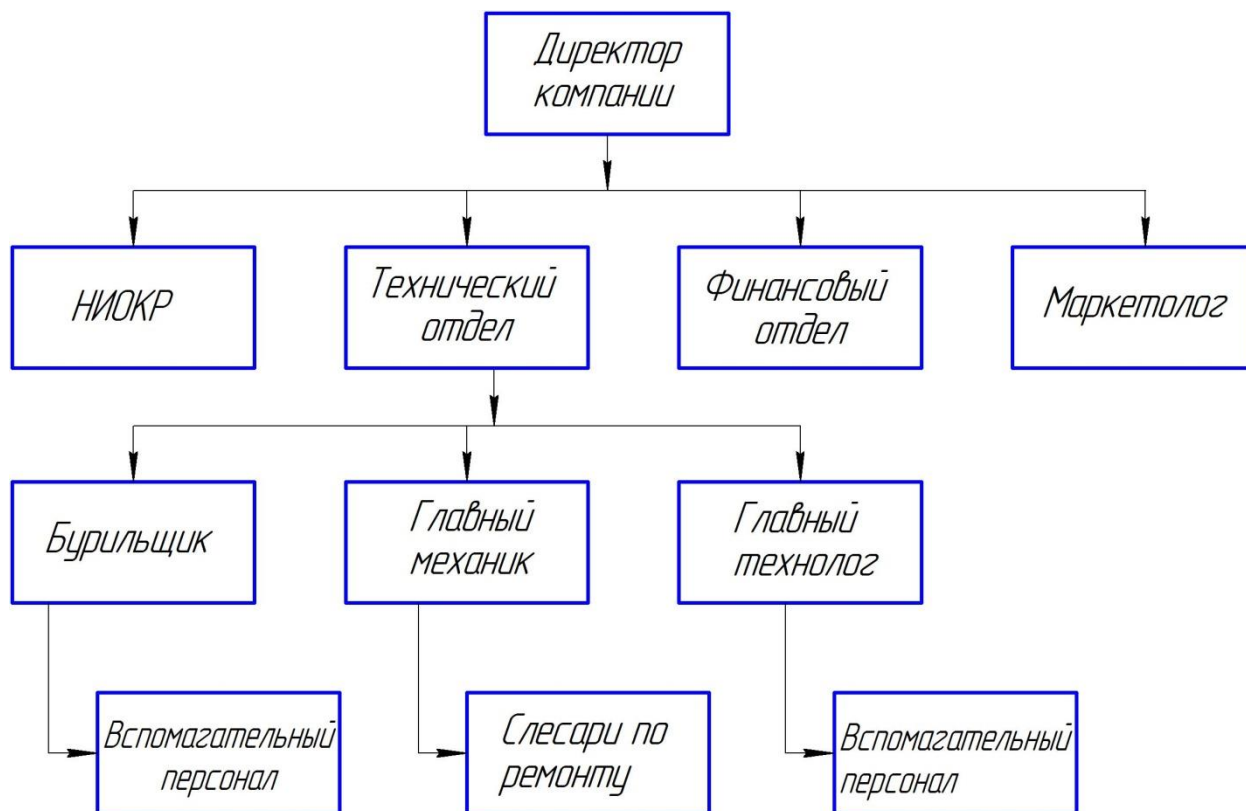 Директор
компании
НИОКР
Технический
отдел
Финансовый
отдел
Маркетолог
Бурильщик
Главный
механик
Главный
технолог
Вспомагательный
персонал
Слесари по
ремонту
Вспомагательный
персонал